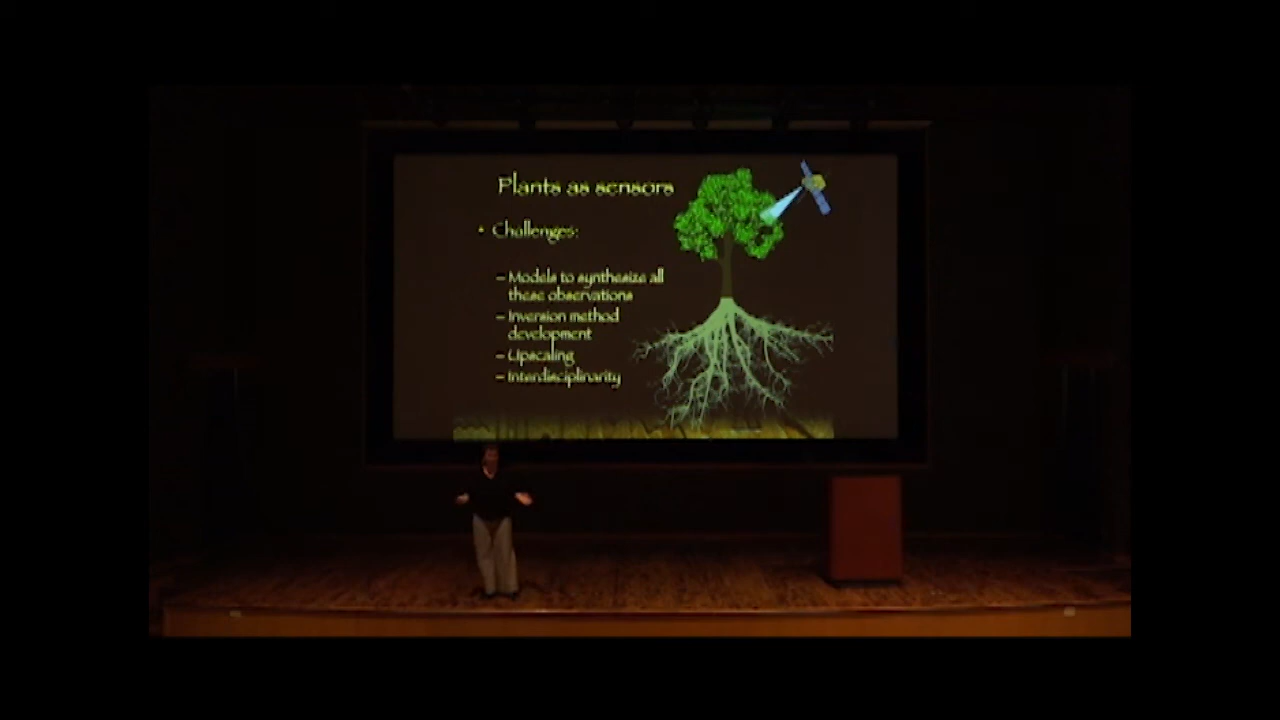 Plants as sensors
• Challenges:
– Models to synthesize all
these observations
– Inversion method
development
– Upscaling
– Interdisciplinarity